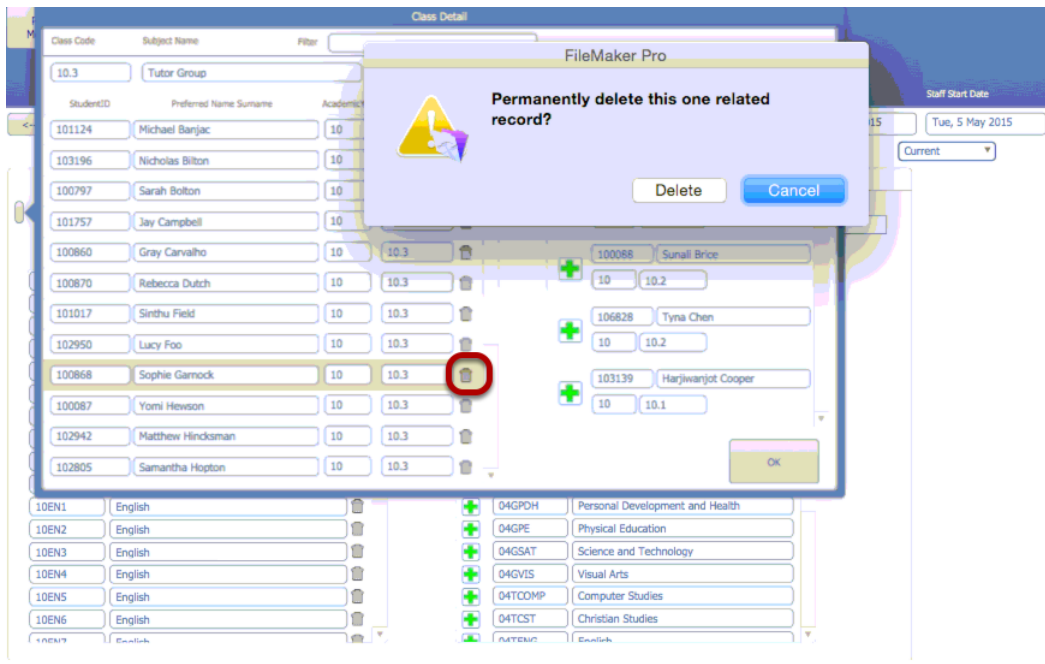 Class Detail
Class Code Subject Name Filter
10.3 Tutor Group
StudentID Preferred Name Surname
101124 Michael Banjac 10
103196 Nicholas Bilton 10
100797 Sarah Bolton 10
101757 Jay Campbell 10
100860 Gray Carvalho 10 10.3
100870 Rebecca Dutch 10 10.3
101017 Sinthu Field 10 10.3
102950 Lucy Foo 10 10.3
100868 Sophie Garnock 10 10.3
100087 Yomi Hewson 10 10.3
102942 Matthew Hincksman 10 10.3
102805 Samantha Hopton 10 10.3
FileMaker Pro
Permanently delete this one related
record?
Delete Cancel
Staff Start Date
15 Tue, 5 May 2015
Current
100088 Sunali Brice
10 10.2
106828 Tyna Chen
10 10.2
103139 Harjiwanjot Cooper
10 10.1
OK
10EN1 English 04GPDH Personal Development and Health
10EN2 English 04GPE Physical Education
10EN3 English 04GSAT Science and Technology
10EN4 English 04GVIS Visual Arts
10EN5 English 04TCOMP Computer Studies
10EN6 English 04TCST Christian Studies
10EN7 English 04TENG English